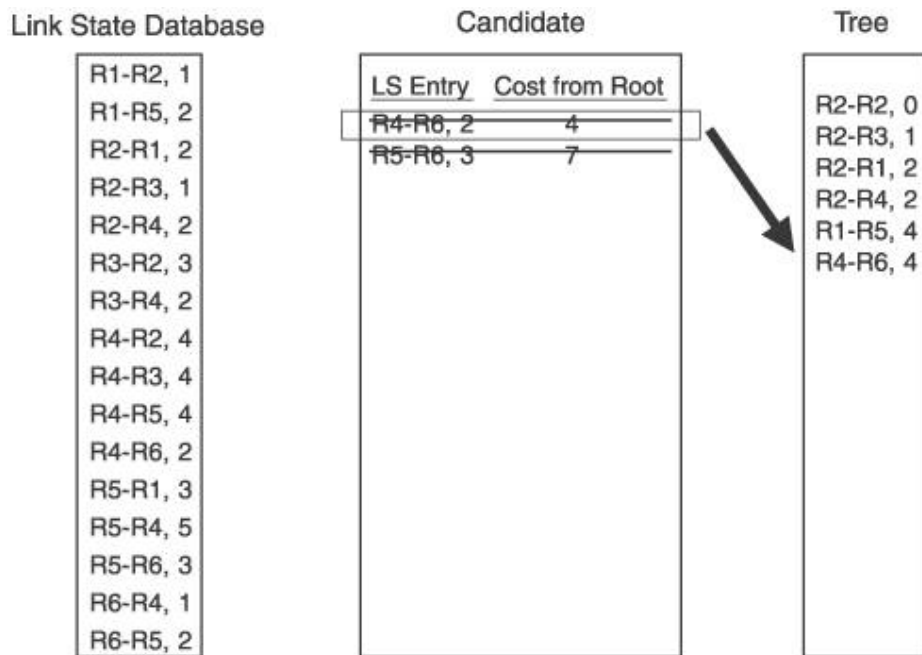 Link State Database
R1-R2, 1
R1-R5, 2
R2-R1, 2
R2-R3, 1
R2-R4, 2
R3-R2, 3
R3-R4, 2
R4-R2, 4
R4-R3, 4
R4-R5, 4
R4-R6, 2
R5-R1, 3
R5-R4, 5
R5-R6, 3
R6-R4, 1
R6-R5, 2
Candidate
LS Entry Cost from Root
R4-R6, 2 4
R5-R6, 3 7
Tree
R2-R2, 0
R2-R3, 1
R2-R1, 2
R2-R4, 2
R1-R5, 4
R4-R6, 4